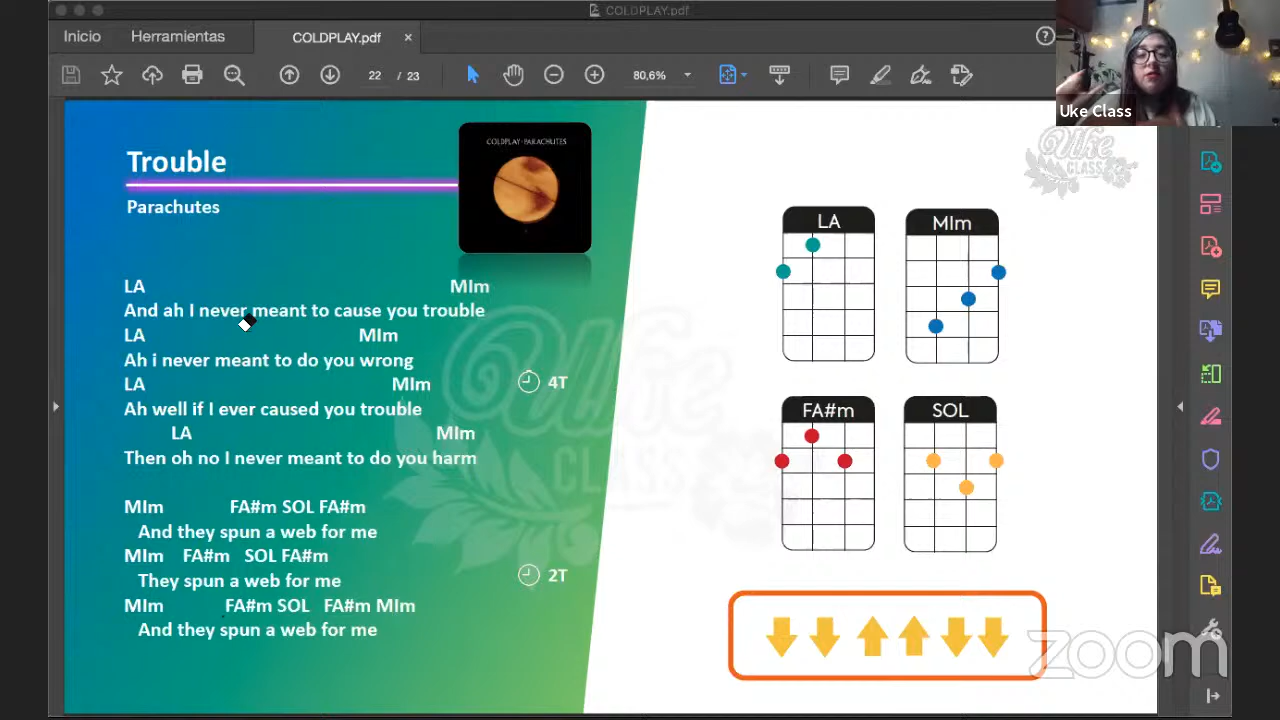 COLDPLAY.pdf
Inicio
Herramientas
COLDPLAY.pdf
×
22 / 23
80,6%
Uke Class
Trouble
Parachutes
COLDPLAY·PARACHUTES
Uke
CLASS
LA MIm
And ah I never meant to cause you trouble
LA MIm
Ah i never meant to do you wrong
LA MIm
Ah well if I ever caused you trouble
LA MIm
Then oh no I never meant to do you harm
4T
MIm FA#m SOL FA#m
And they spun a web for me
MIm FA#m SOL FA#m
They spun a web for me
MIm FA#m SOL FA#m MIm
And they spun a web for me
2T
Uke
CLASS
LA
MIm
FA#m
SOL
zoom